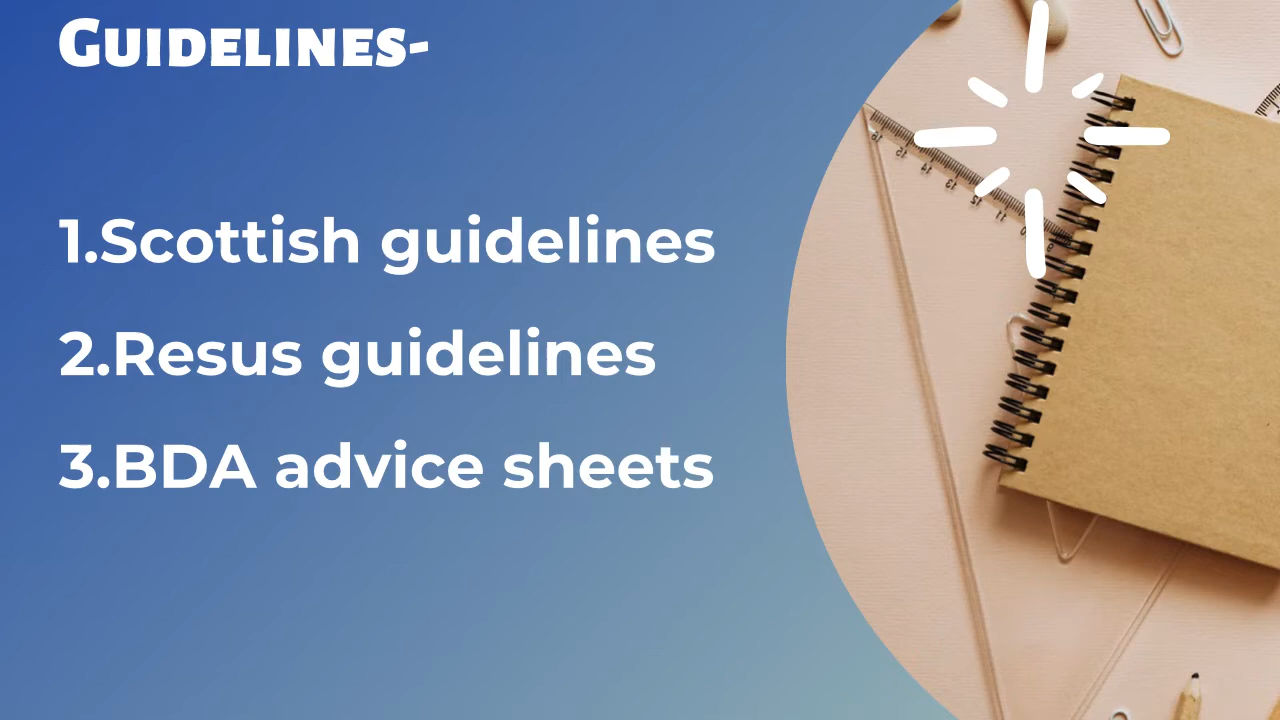 Guidelines-
1.Scottish guidelines
2.Resus guidelines
3.BDA advice sheets